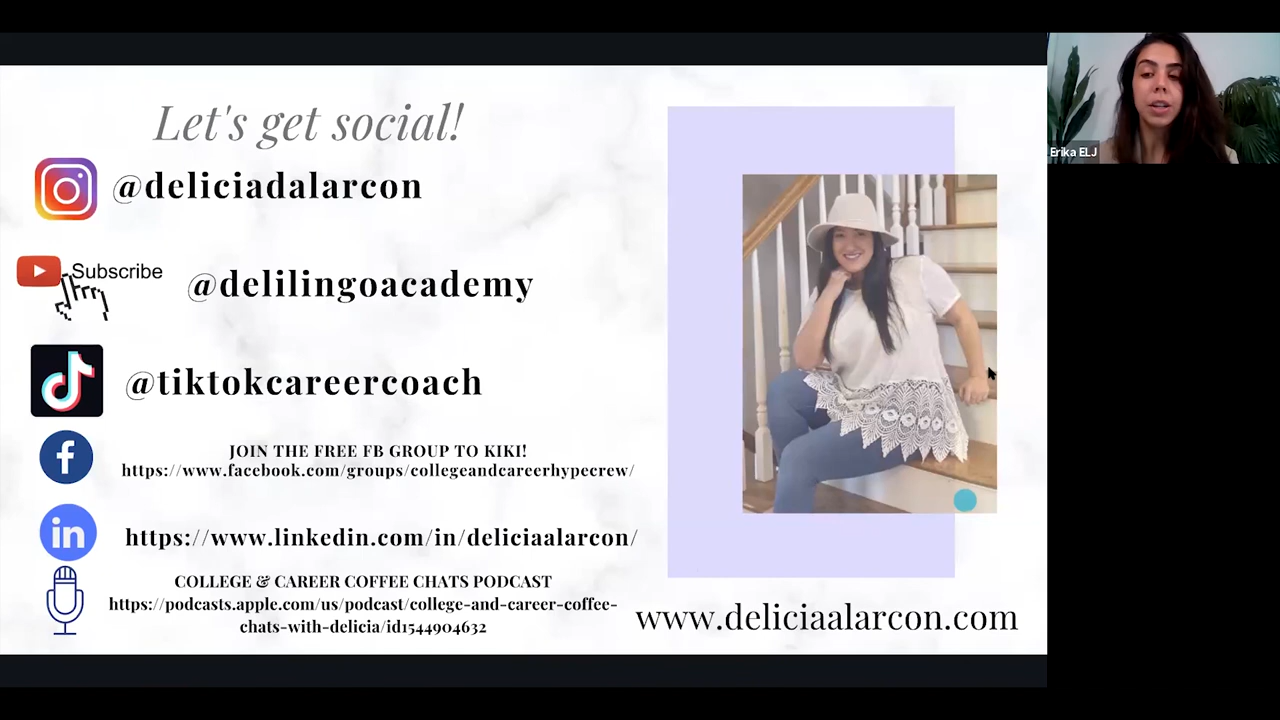 Let's get social!
@deliciadalarcon
Subscribe
@delilingoacademy
@tiktokcareercoach
JOIN THE FREE FB GROUP TO KIKI!
https://www.facebook.com/groups/collegeandcareerhypecrew/
in
https://www.linkedin.com/in/deliciaalarcon/
COLLEGE & CAREER COFFEE CHATS PODCAST
https://podcasts.apple.com/us/podcast/college-and-career-coffee-
chats-with-delicia/id1544904632
www.deliciaalarcon.com
Erika ELJ